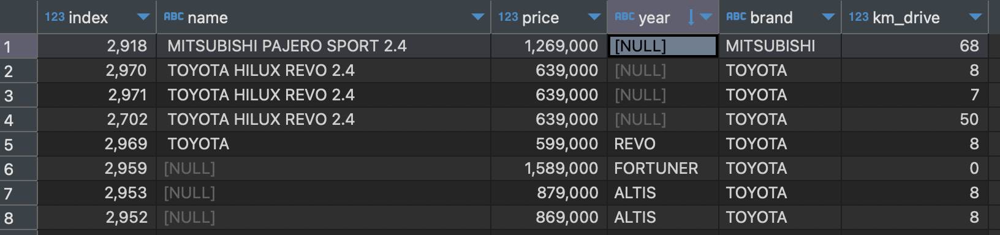 123 index ABC name 123 price ABC year ABC brand 123 km_drive
1 2,918 MITSUBISHI PAJERO SPORT 2.4 1,269,000 [NULL] MITSUBISHI 68
2 2,970 TOYOTA HILUX REVO 2.4 639,000 [NULL] TOYOTA 8
3 2,971 TOYOTA HILUX REVO 2.4 639,000 [NULL] TOYOTA 7
4 2,702 TOYOTA HILUX REVO 2.4 639,000 [NULL] TOYOTA 50
5 2,969 TOYOTA 599,000 REVO TOYOTA 8
6 2,959 [NULL] 1,589,000 FORTUNER TOYOTA 0
7 2,953 [NULL] 879,000 ALTIS TOYOTA 8
8 2,952 [NULL] 869,000 ALTIS TOYOTA 8